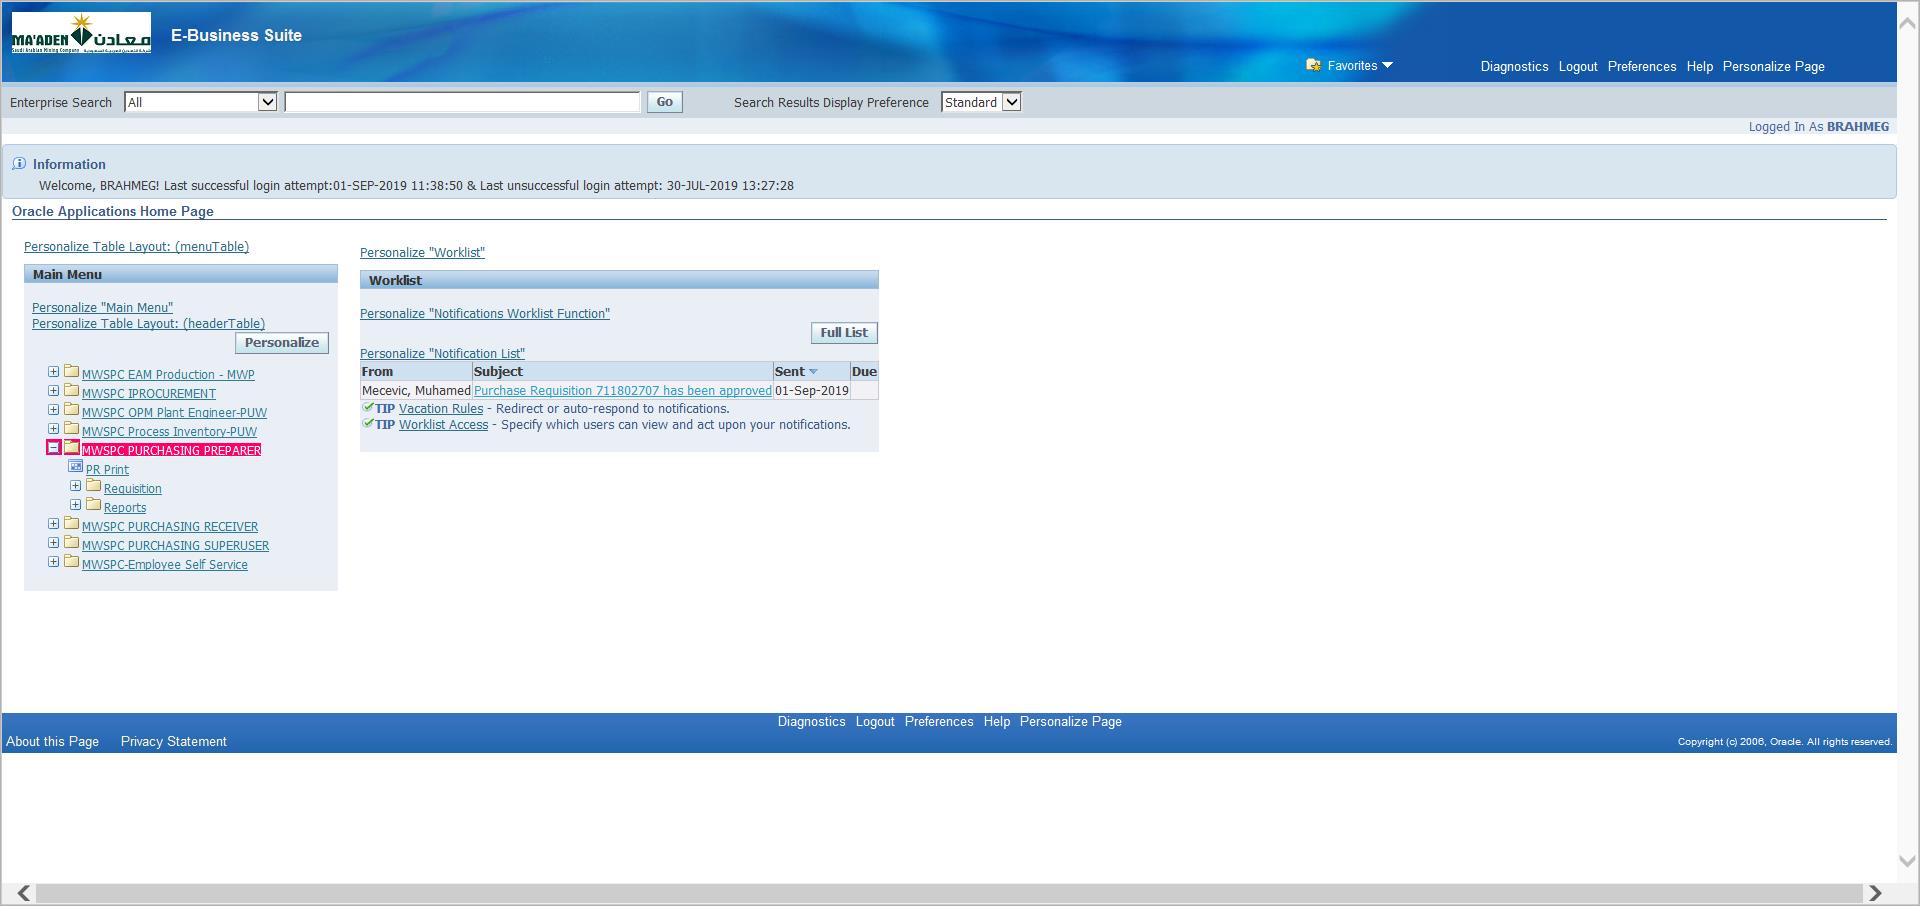 MA'ADEN معادن
Saudi Arabian Mining Company
E-Business Suite
Favorites
Diagnostics Logout Preferences Help Personalize Page
Enterprise Search All Go Search Results Display Preference Standard
Logged In As BRAHMEG
Information
Welcome, BRAHMEG! Last successful login attempt:01-SEP-2019 11:38:50 & Last unsuccessful login attempt: 30-JUL-2019 13:27:28
Oracle Applications Home Page
Personalize Table Layout: (menuTable)
Main Menu
Personalize "Main Menu"
Personalize Table Layout: (headerTable)
Personalize
MWSPC EAM Production - MWP
MWSPC IPROCUREMENT
MWSPC OPM Plant Engineer-PUW
MWSPC Process Inventory-PUW
MWSPC PURCHASING PREPARER
PR Print
Requisition
Reports
MWSPC PURCHASING RECEIVER
MWSPC PURCHASING SUPERUSER
MWSPC-Employee Self Service
Personalize "Worklist"
Worklist
Personalize "Notifications Worklist Function"
Full List
Personalize "Notification List"
From Subject Sent Due
Mecevic, Muhamed Purchase Requisition 711802707 has been approved 01-Sep-2019
TIP Vacation Rules - Redirect or auto-respond to notifications.
TIP Worklist Access - Specify which users can view and act upon your notifications.
Diagnostics Logout Preferences Help Personalize Page
About this Page Privacy Statement
Copyright (c) 2006, Oracle. All rights reserved.